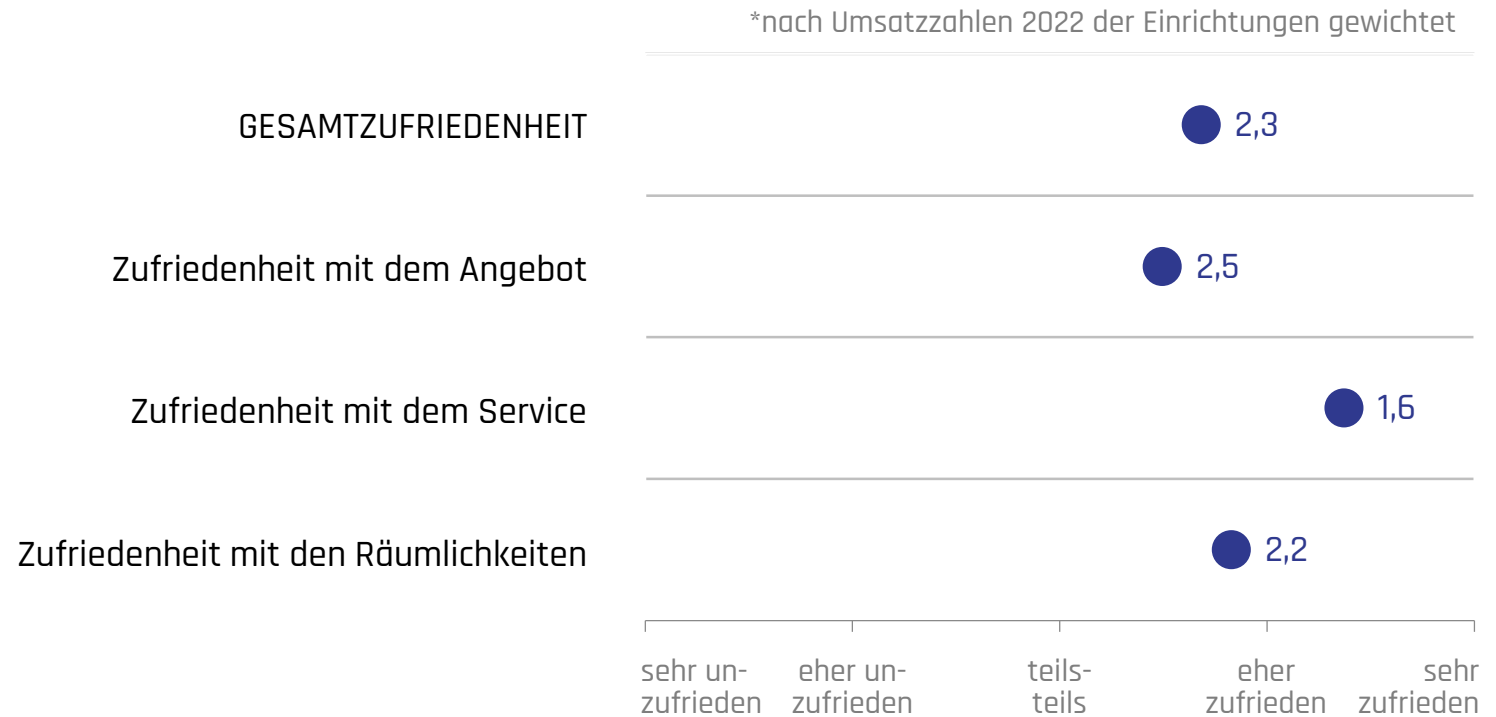 *nach Umsatzzahlen 2022 der Einrichtungen gewichtet
GESAMTZUFRIEDENHEIT
2,3
Zufriedenheit mit dem Angebot
2,5
Zufriedenheit mit dem Service
1,6
Zufriedenheit mit den Räumlichkeiten
2,2
sehr un-
zufrieden
eher un-
zufrieden
teils-
teils
eher
zufrieden
sehr
zufrieden